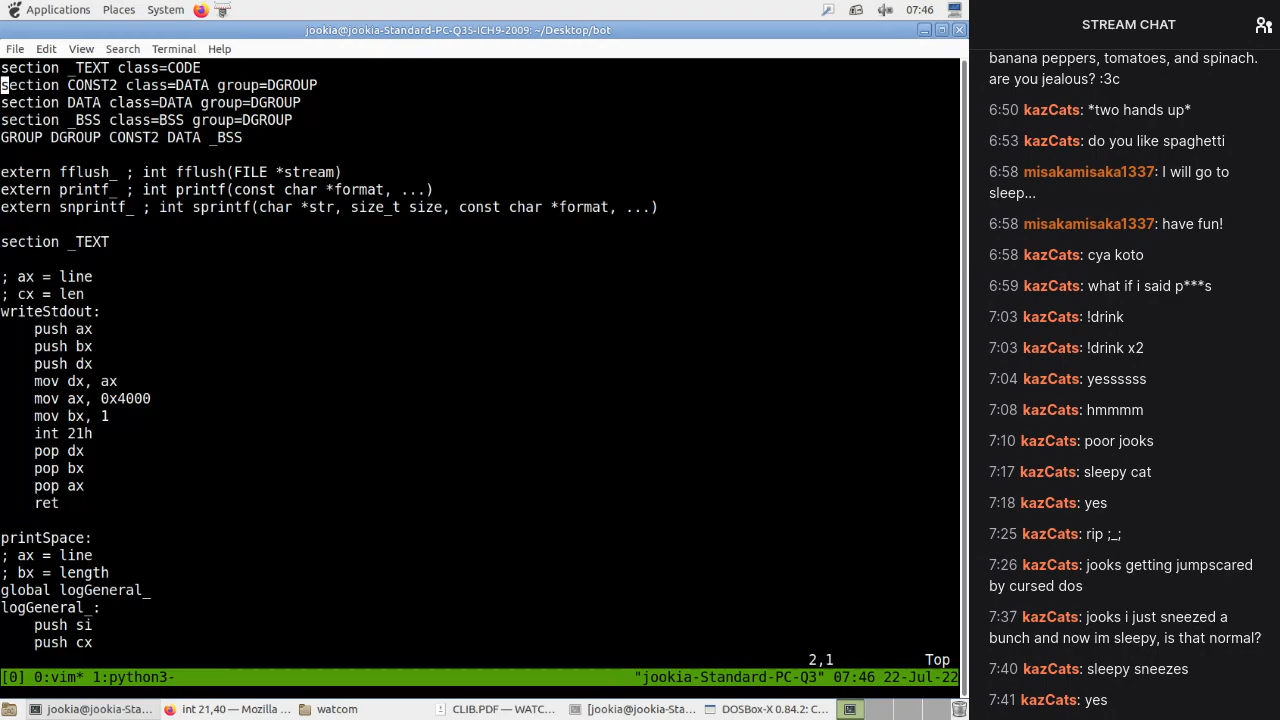 Applications Places System 07:46
jookia@jookia-Standard-PC-Q35-ICH9-2009: ~/Desktop/bot
File Edit View Search Terminal Help
section _TEXT class=CODE
section CONST2 class=DATA group=DGROUP
section DATA class=DATA group=DGROUP
section _BSS class=BSS group=DGROUP
GROUP DGROUP CONST2 DATA _BSS
extern fflush_ ; int fflush(FILE *stream)
extern printf_ ; int printf(const char *format, ...)
extern snprintf_ ; int sprintf(char *str, size_t size, const char *format, ...)
section _TEXT
; ax = line
; cx = len
writeStdout:
push ax
push bx
push dx
mov dx, ax
mov ax, 0x4000
mov bx, 1
int 21h
pop dx
pop bx
pop ax
ret
printSpace:
; ax = line
; bx = length
global logGeneral_
logGeneral_:
push si
push cx
2,1 Top
[0] 0:vim* 1:python3- "jookia-Standard-PC-Q3" 07:46 22-Jul-22
jookia@jookia-Sta... int 21,40 — Mozilla ... watcom CLIB.PDF — WATC... [jookia@jookia-Sta... DOSBox-X 0.84.2: C...
STREAM CHAT
banana peppers, tomatoes, and spinach.
are you jealous? :3c
6:50 kazCats: *two hands up*
6:53 kazCats: do you like spaghetti
6:58 misakamisaka1337: I will go to
sleep...
6:58 misakamisaka1337: have fun!
6:58 kazCats: cya koto
6:59 kazCats: what if i said p***s
7:03 kazCats: !drink
7:03 kazCats: !drink x2
7:04 kazCats: yessssss
7:08 kazCats: hmmmm
7:10 kazCats: poor jooks
7:17 kazCats: sleepy cat
7:18 kazCats: yes
7:25 kazCats: rip ;_;
7:26 kazCats: jooks getting jumpscared
by cursed dos
7:37 kazCats: jooks i just sneezed a
bunch and now im sleepy, is that normal?
7:40 kazCats: sleepy sneezes
7:41 kazCats: yes